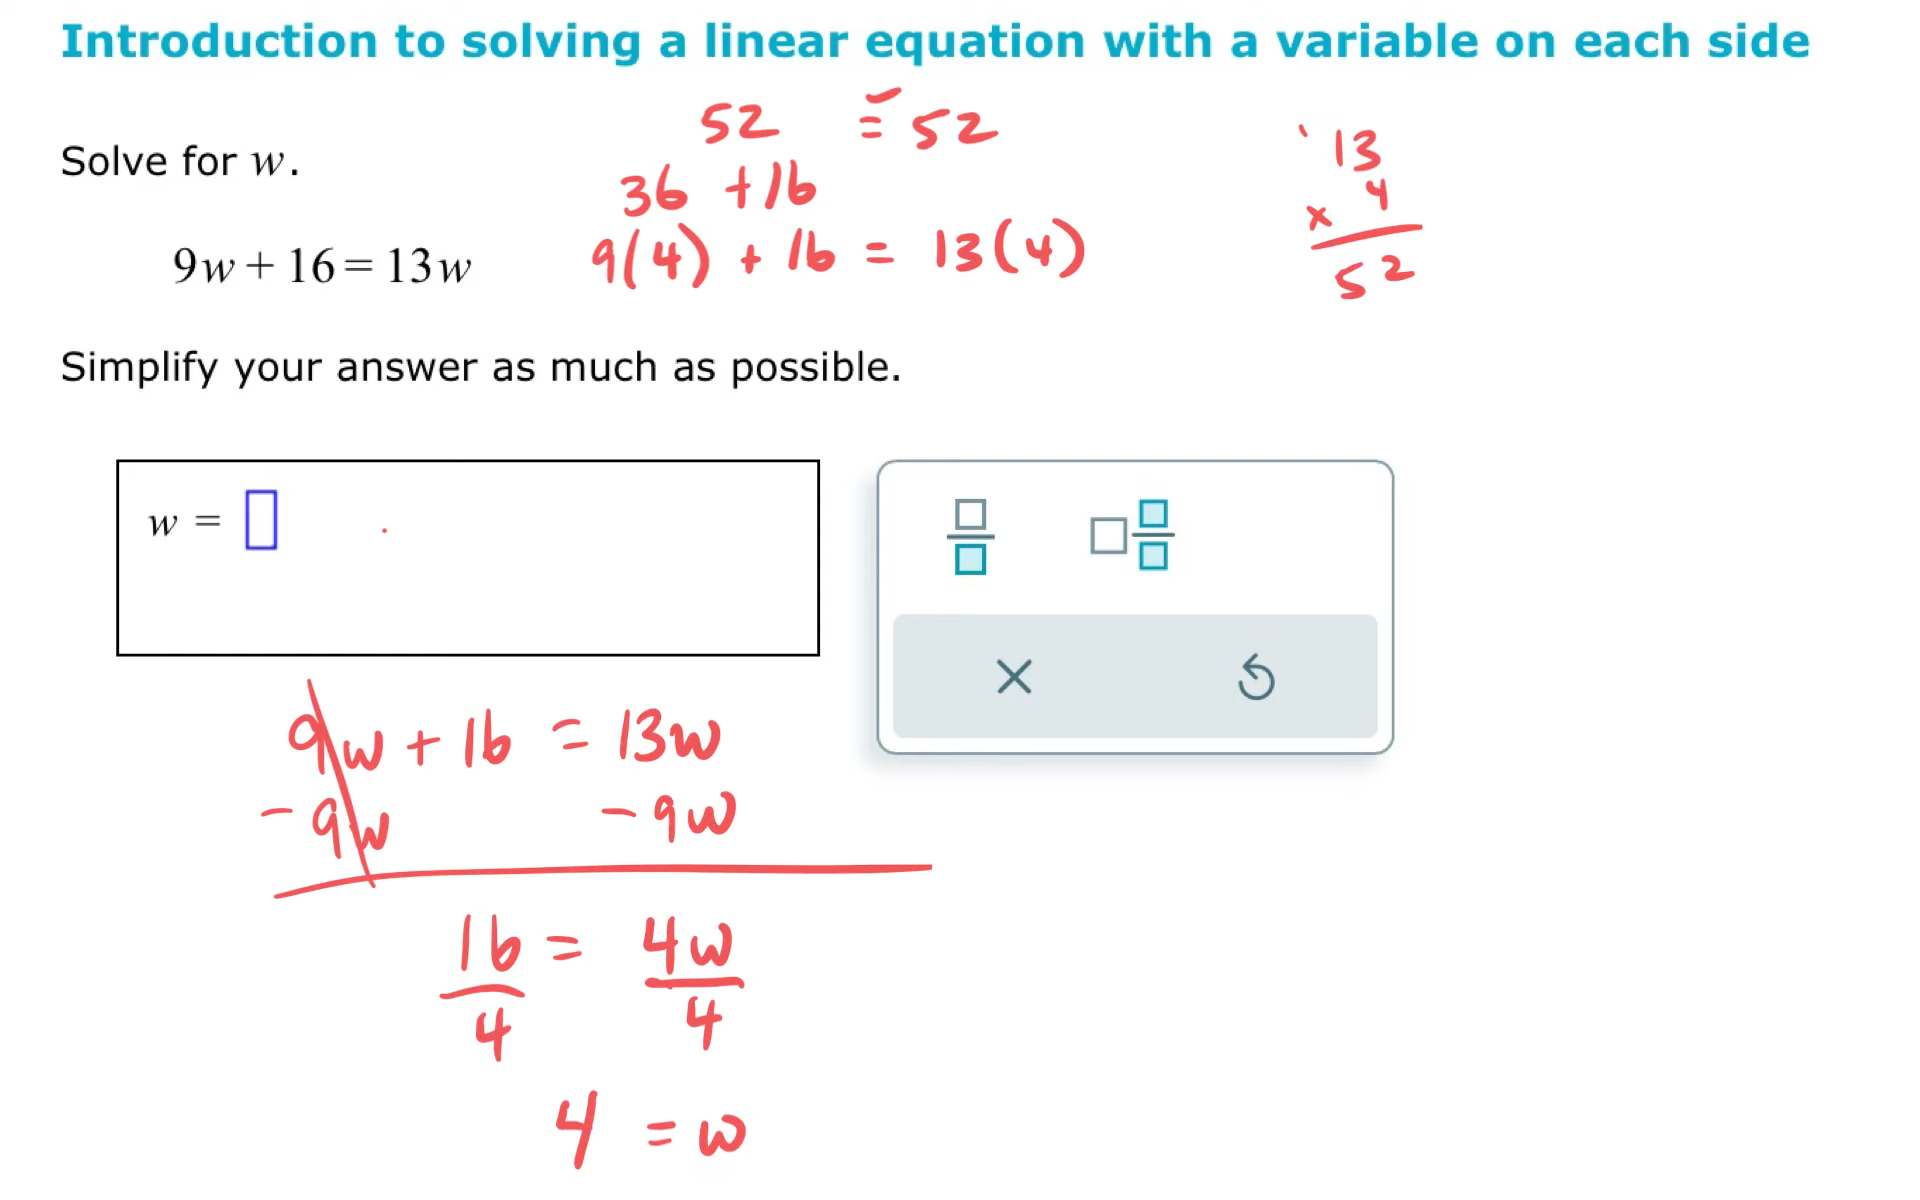 Introduction to solving a linear equation with a variable on each side
52 = 52
36 + 16
9(4) + 16 = 13(4)
13
× 4
52
Solve for w.
9w + 16 = 13w
Simplify your answer as much as possible.
w =
9w + 16 = 13w
- 9w - 9w
16 = 4w
4 4
4 = w